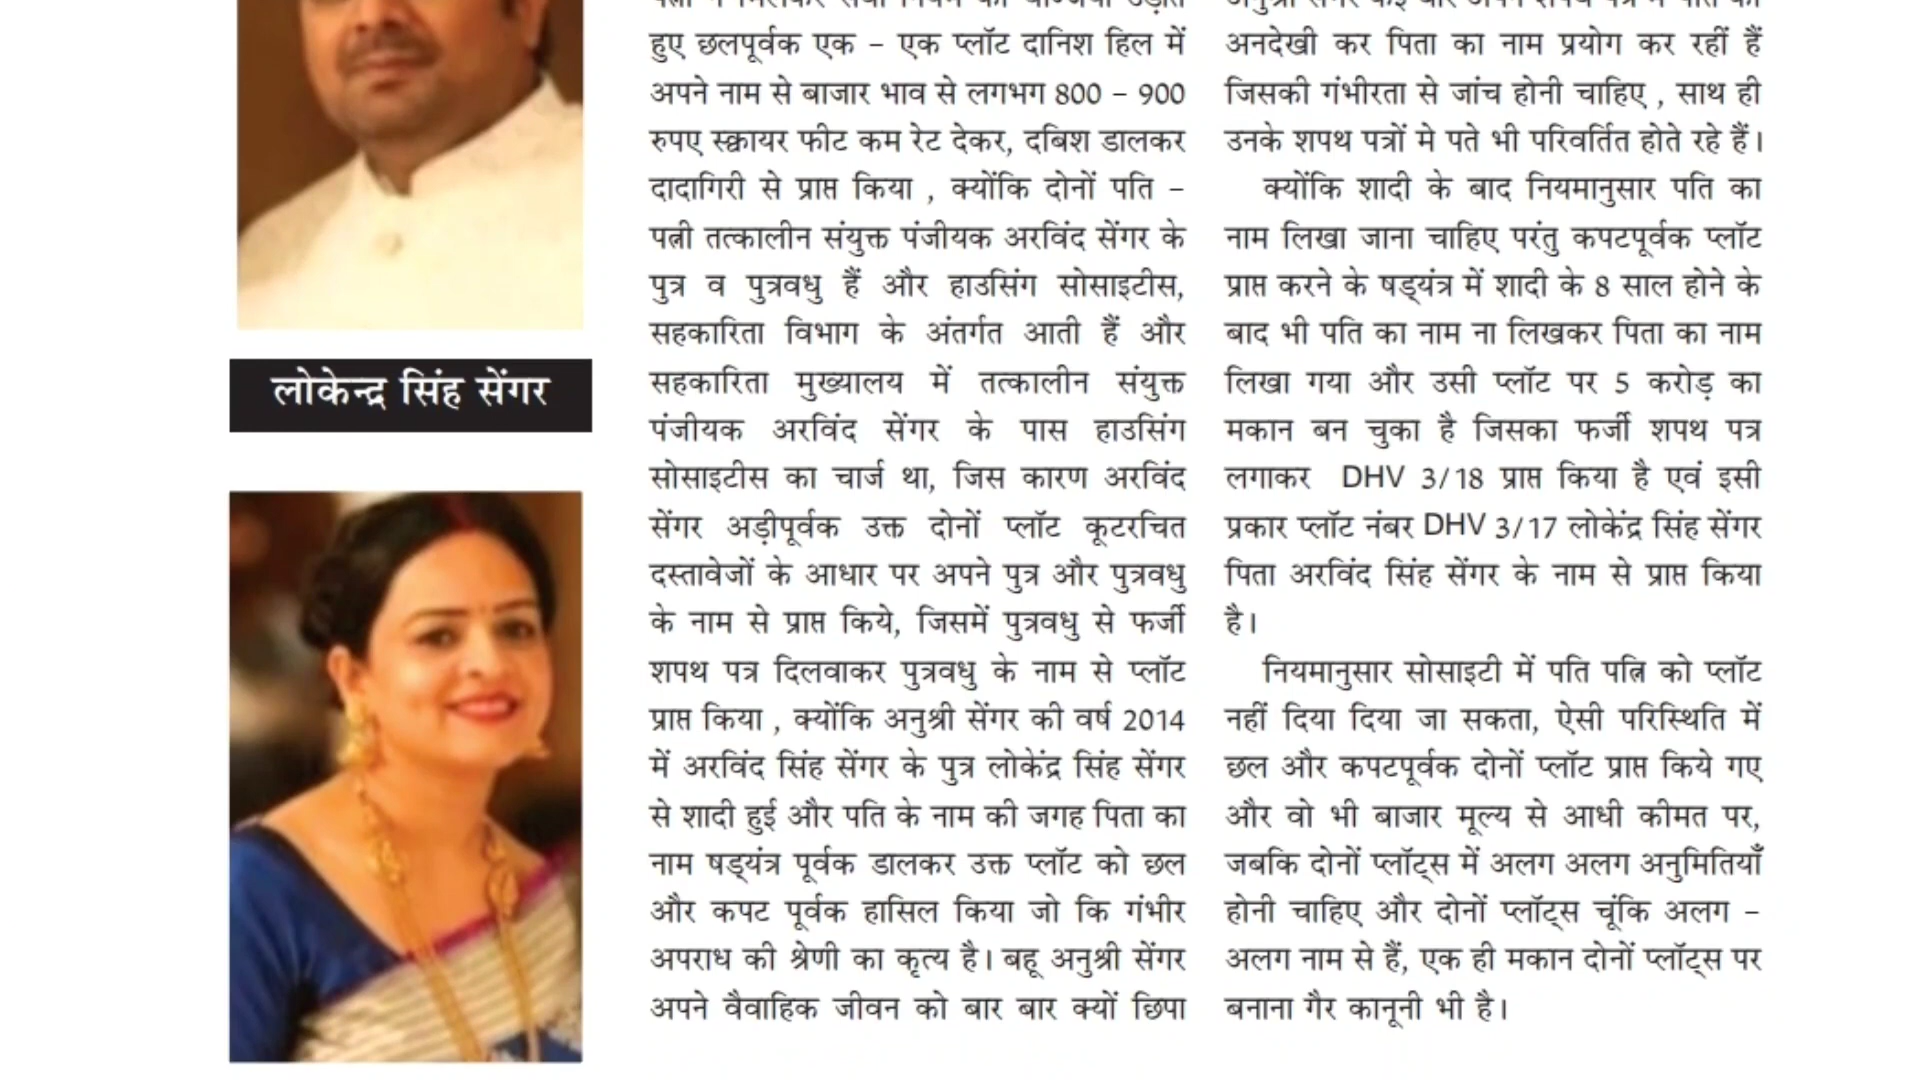 लोकेन्द्र सिंह सेंगर
हुए छलपूर्वक एक – एक प्लॉट दानिश हिल में
अपने नाम से बाजार भाव से लगभग 800 – 900
रुपए स्क्वायर फीट कम रेट देकर, दबिश डालकर
दादागिरी से प्राप्त किया , क्योंकि दोनों पति –
पत्नी तत्कालीन संयुक्त पंजीयक अरविंद सेंगर के
पुत्र व पुत्रवधु हैं और हाउसिंग सोसाइटीस,
सहकारिता विभाग के अंतर्गत आती हैं और
सहकारिता मुख्यालय में तत्कालीन संयुक्त
पंजीयक अरविंद सेंगर के पास हाउसिंग
सोसाइटीस का चार्ज था, जिस कारण अरविंद
सेंगर अड़ीपूर्वक उक्त दोनों प्लॉट कूटरचित
दस्तावेजों के आधार पर अपने पुत्र और पुत्रवधु
के नाम से प्राप्त किये, जिसमें पुत्रवधु से फर्जी
शपथ पत्र दिलवाकर पुत्रवधु के नाम से प्लॉट
प्राप्त किया , क्योंकि अनुश्री सेंगर की वर्ष 2014
में अरविंद सिंह सेंगर के पुत्र लोकेंद्र सिंह सेंगर
से शादी हुई और पति के नाम की जगह पिता का
नाम षड्यंत्र पूर्वक डालकर उक्त प्लॉट को छल
और कपट पूर्वक हासिल किया जो कि गंभीर
अपराध की श्रेणी का कृत्य है। बहू अनुश्री सेंगर
अपने वैवाहिक जीवन को बार बार क्यों छिपा
अनदेखी कर पिता का नाम प्रयोग कर रहीं हैं
जिसकी गंभीरता से जांच होनी चाहिए , साथ ही
उनके शपथ पत्रों मे पते भी परिवर्तित होते रहे हैं।
क्योंकि शादी के बाद नियमानुसार पति का
नाम लिखा जाना चाहिए परंतु कपटपूर्वक प्लॉट
प्राप्त करने के षड्यंत्र में शादी के 8 साल होने के
बाद भी पति का नाम ना लिखकर पिता का नाम
लिखा गया और उसी प्लॉट पर 5 करोड़ का
मकान बन चुका है जिसका फर्जी शपथ पत्र
लगाकर DHV 3/18 प्राप्त किया है एवं इसी
प्रकार प्लॉट नंबर DHV 3/17 लोकेंद्र सिंह सेंगर
पिता अरविंद सिंह सेंगर के नाम से प्राप्त किया
है।
नियमानुसार सोसाइटी में पति पत्नि को प्लॉट
नहीं दिया दिया जा सकता, ऐसी परिस्थिति में
छल और कपटपूर्वक दोनों प्लॉट प्राप्त किये गए
और वो भी बाजार मूल्य से आधी कीमत पर,
जबकि दोनों प्लॉट्स में अलग अलग अनुमितियाँ
होनी चाहिए और दोनों प्लॉट्स चूंकि अलग –
अलग नाम से हैं, एक ही मकान दोनों प्लॉट्स पर
बनाना गैर कानूनी भी है।